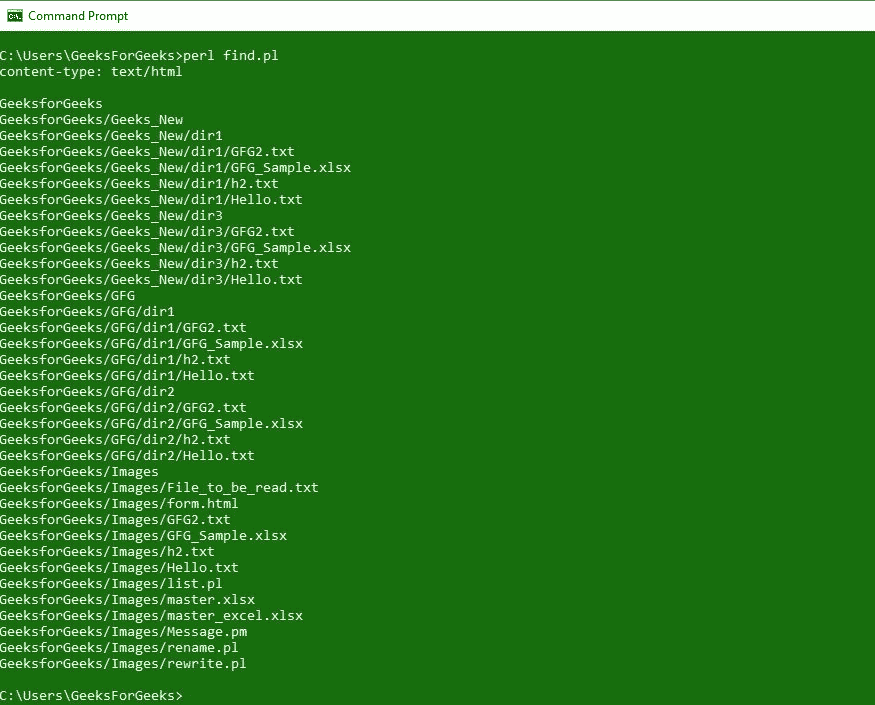 Command Prompt
C:\Users\GeeksForGeeks>perl find.pl
content-type: text/html
GeeksforGeeks
GeeksforGeeks/Geeks_New
GeeksforGeeks/Geeks_New/dir1
GeeksforGeeks/Geeks_New/dir1/GFG2.txt
GeeksforGeeks/Geeks_New/dir1/GFG_Sample.xlsx
GeeksforGeeks/Geeks_New/dir1/h2.txt
GeeksforGeeks/Geeks_New/dir1/Hello.txt
GeeksforGeeks/Geeks_New/dir3
GeeksforGeeks/Geeks_New/dir3/GFG2.txt
GeeksforGeeks/Geeks_New/dir3/GFG_Sample.xlsx
GeeksforGeeks/Geeks_New/dir3/h2.txt
GeeksforGeeks/Geeks_New/dir3/Hello.txt
GeeksforGeeks/GFG
GeeksforGeeks/GFG/dir1
GeeksforGeeks/GFG/dir1/GFG2.txt
GeeksforGeeks/GFG/dir1/GFG_Sample.xlsx
GeeksforGeeks/GFG/dir1/h2.txt
GeeksforGeeks/GFG/dir1/Hello.txt
GeeksforGeeks/GFG/dir2
GeeksforGeeks/GFG/dir2/GFG2.txt
GeeksforGeeks/GFG/dir2/GFG_Sample.xlsx
GeeksforGeeks/GFG/dir2/h2.txt
GeeksforGeeks/GFG/dir2/Hello.txt
GeeksforGeeks/Images
GeeksforGeeks/Images/File_to_be_read.txt
GeeksforGeeks/Images/form.html
GeeksforGeeks/Images/GFG2.txt
GeeksforGeeks/Images/GFG_Sample.xlsx
GeeksforGeeks/Images/h2.txt
GeeksforGeeks/Images/Hello.txt
GeeksforGeeks/Images/list.pl
GeeksforGeeks/Images/master.xlsx
GeeksforGeeks/Images/master_excel.xlsx
GeeksforGeeks/Images/Message.pm
GeeksforGeeks/Images/rename.pl
GeeksforGeeks/Images/rewrite.pl
C:\Users\GeeksForGeeks>